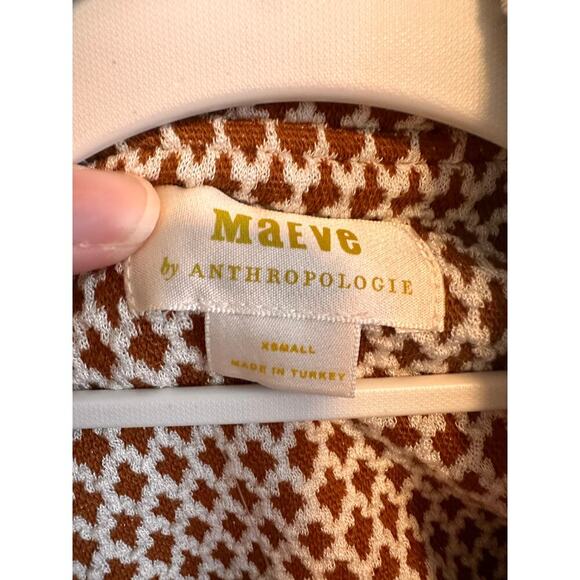 MaEVe
by ANTHROPOLOGIE
XSMALL
MADE IN TURKEY